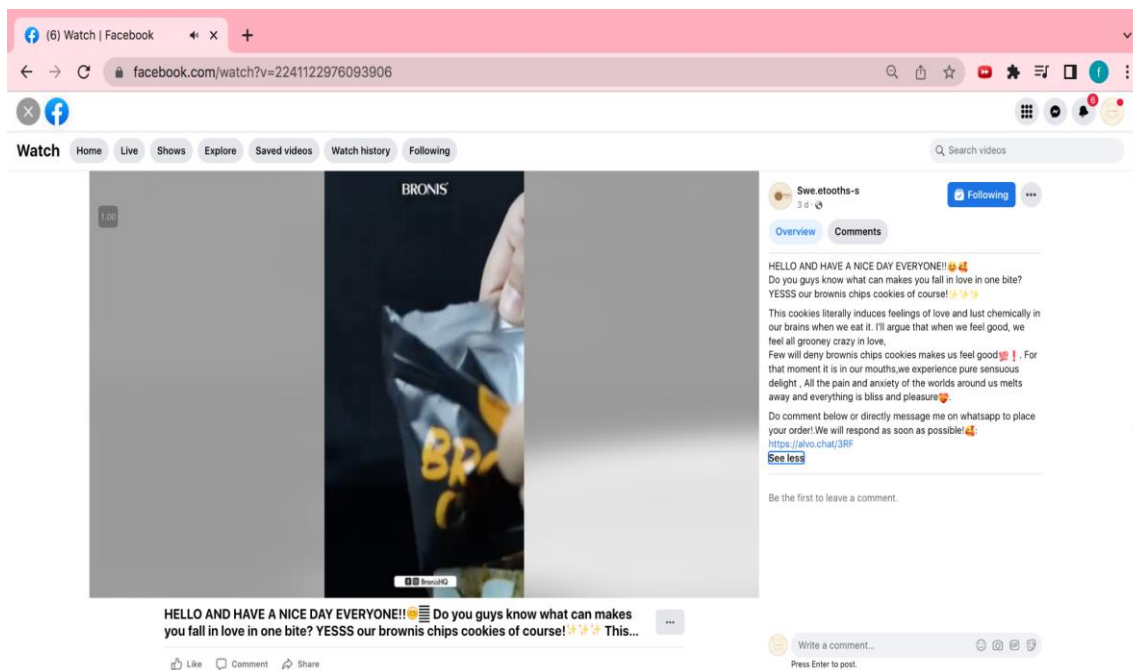 (6) Watch | Facebook
facebook.com/watch?v=2241122976093906
6
Watch Home Live Shows Explore Saved videos Watch history Following
Search videos
BRONIS
1.00
BronisHQ
Swe.etooths-s
3 d
Following
Overview Comments
HELLO AND HAVE A NICE DAY EVERYONE!!
Do you guys know what can makes you fall in love in one bite?
YESSS our brownis chips cookies of course!
This cookies literally induces feelings of love and lust chemically in
our brains when we eat it. I'll argue that when we feel good, we
feel all grooney crazy in love,
Few will deny brownis chips cookies makes us feel good💯❗. For
that moment it is in our mouths,we experience pure sensuous
delight , All the pain and anxiety of the worlds around us melts
away and everything is bliss and pleasure.
Do comment below or directly message me on whatsapp to place
your order!.We will respond as soon as possible!:
https://alvo.chat/3RF
See less
Be the first to leave a comment.
HELLO AND HAVE A NICE DAY EVERYONE!! Do you guys know what can makes
you fall in love in one bite? YESSS our brownis chips cookies of course! This...
Like Comment Share
Write a comment...
Press Enter to post.